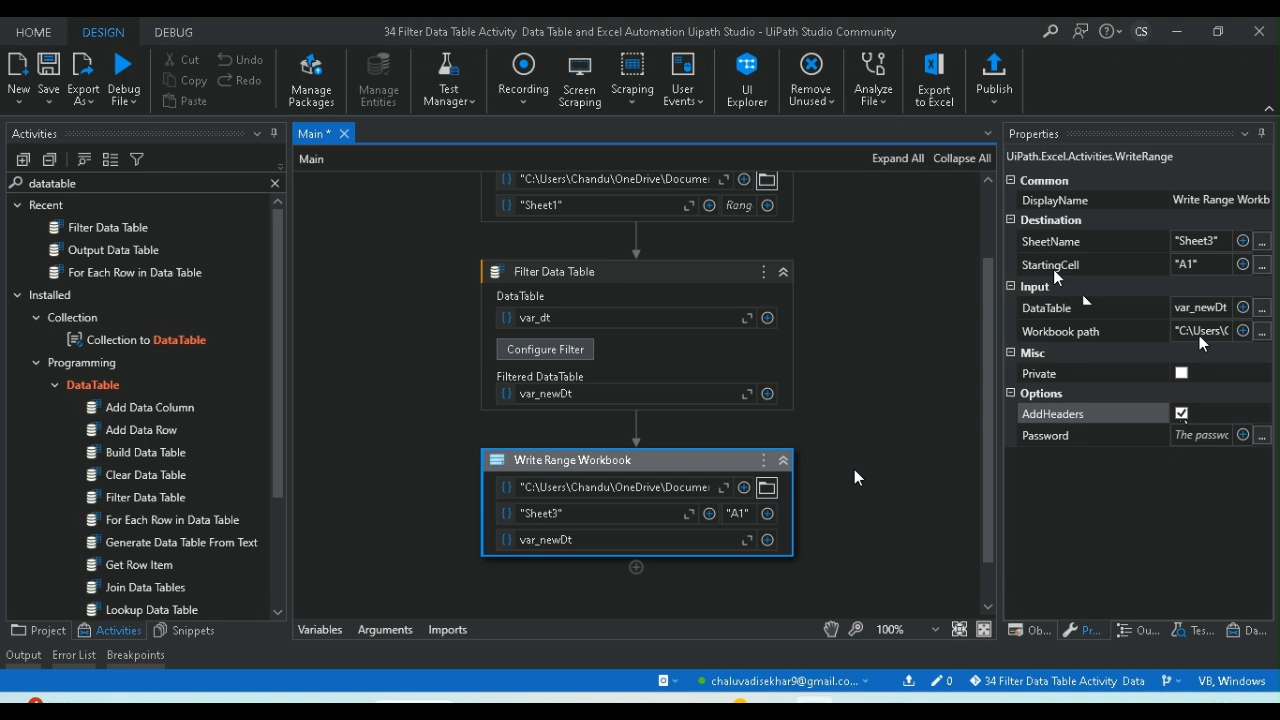 HOME DESIGN DEBUG 34 Filter Data Table Activity Data Table and Excel Automation Uipath Studio - UiPath Studio Community CS
New Save Export As Debug File Cut Copy Paste Undo Redo Manage Packages Manage Entities Test Manager Recording Screen Scraping Scraping User Events UI Explorer Remove Unused Analyze File Export to Excel Publish
Activities
datatable
Recent
Filter Data Table
Output Data Table
For Each Row in Data Table
Installed
Collection
Collection to DataTable
Programming
DataTable
Add Data Column
Add Data Row
Build Data Table
Clear Data Table
Filter Data Table
For Each Row in Data Table
Generate Data Table From Text
Get Row Item
Join Data Tables
Lookup Data Table
Project Activities Snippets
Main *
Main Expand All Collapse All
"C:\Users\Chandu\OneDrive\Docume
"Sheet1" Rang
Filter Data Table
DataTable
var_dt
Configure Filter
Filtered DataTable
var_newDt
Write Range Workbook
"C:\Users\Chandu\OneDrive\Docume
"Sheet3" "A1"
var_newDt
Variables Arguments Imports 100%
Properties
UiPath.Excel.Activities.WriteRange
Common
DisplayName Write Range Workb
Destination
SheetName "Sheet3"
StartingCell "A1"
Input
DataTable var_newDt
Workbook path "C:\Users\C
Misc
Private
Options
AddHeaders
Password The passwc
Ob... Pr... Ou... Tes... Da...
Output Error List Breakpoints
chaluvadisekhar9@gmail.co... 0 34 Filter Data Table Activity Data VB, Windows